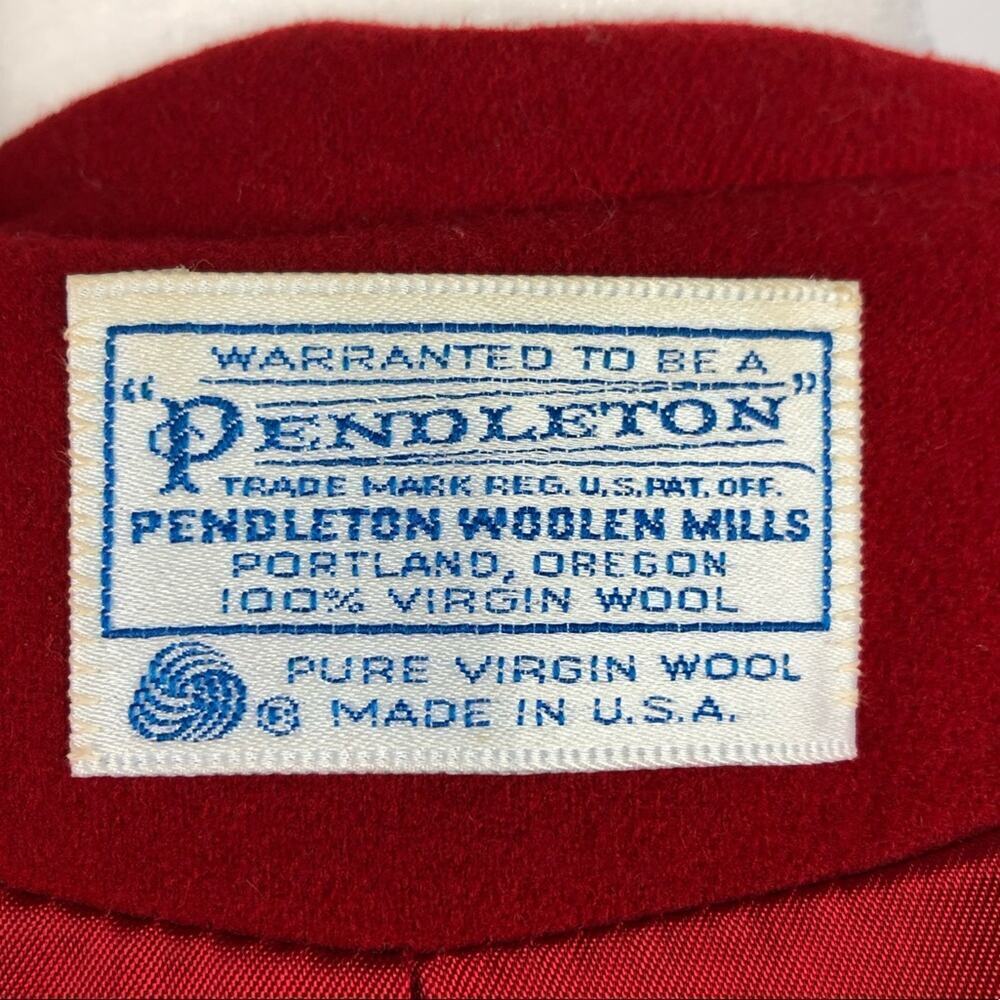 WARRANTED TO BE A
"PENDLETON"
TRADE MARK REG. U.S. PAT. OFF.
PENDLETON WOOLEN MILLS
PORTLAND, OREGON
100% VIRGIN WOOL
PURE VIRGIN WOOL
® MADE IN U.S.A.